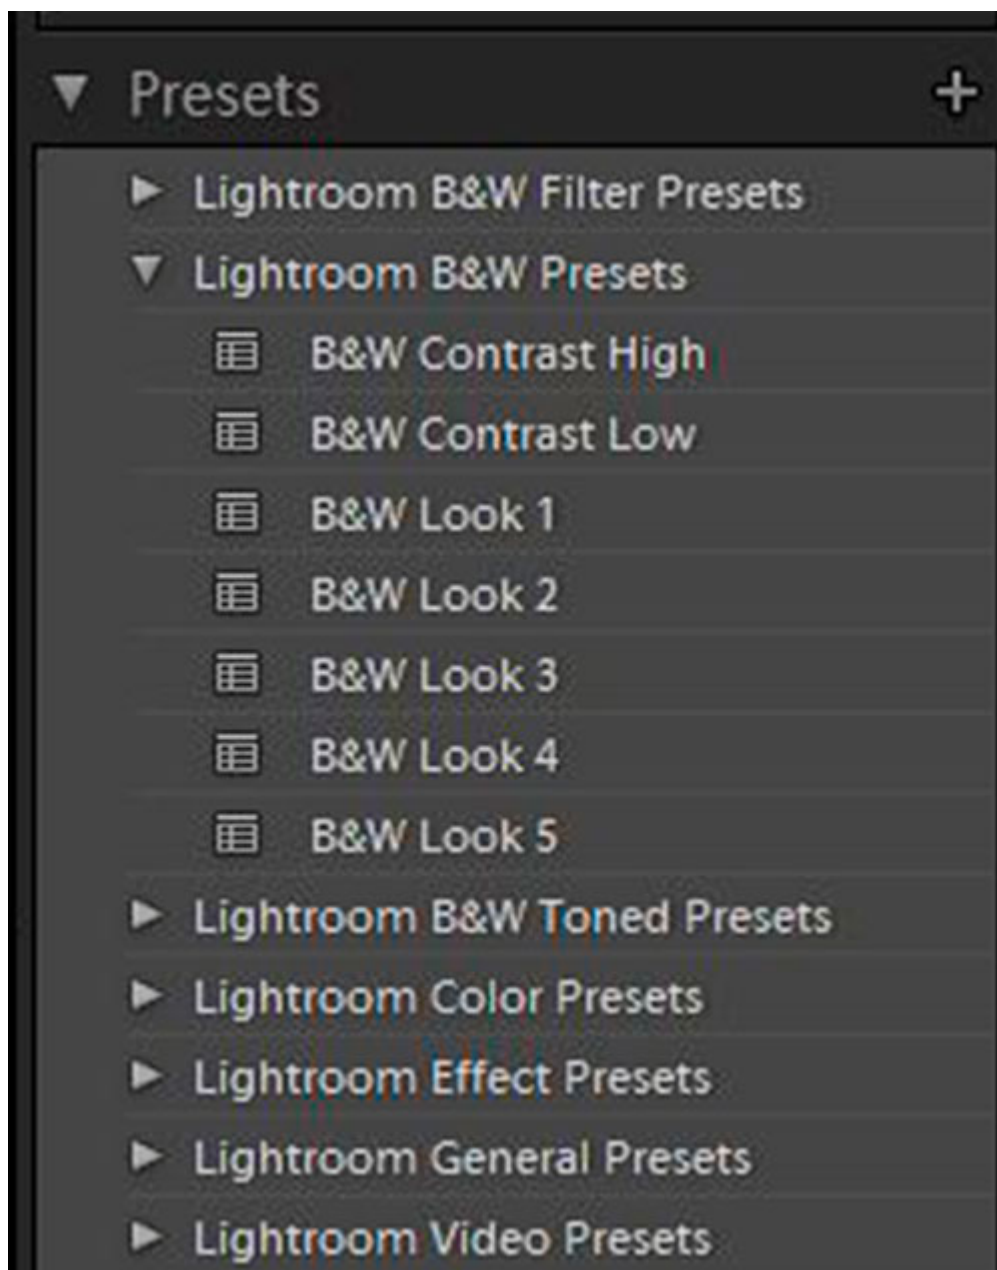 Presets
Lightroom B&W Filter Presets
Lightroom B&W Presets
B&W Contrast High
B&W Contrast Low
B&W Look 1
B&W Look 2
B&W Look 3
B&W Look 4
B&W Look 5
Lightroom B&W Toned Presets
Lightroom Color Presets
Lightroom Effect Presets
Lightroom General Presets
Lightroom Video Presets